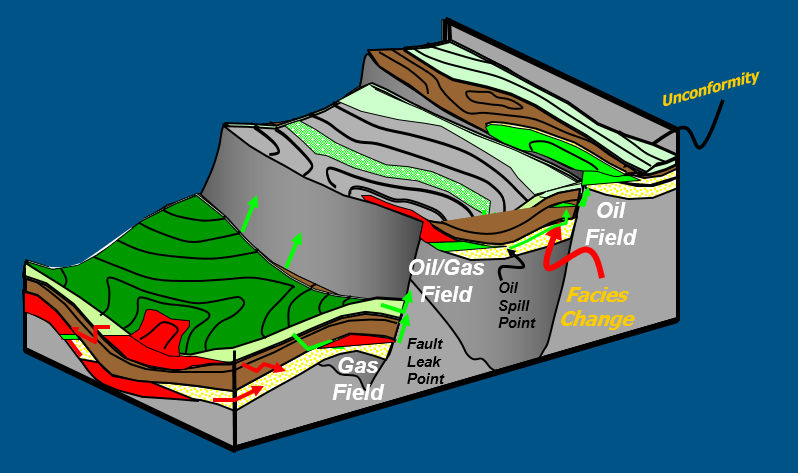 Unconformity
Oil
Field
Oil/Gas
Field
Oil
Spill
Point
Facies
Change
Fault
Leak
Point
Gas
Field